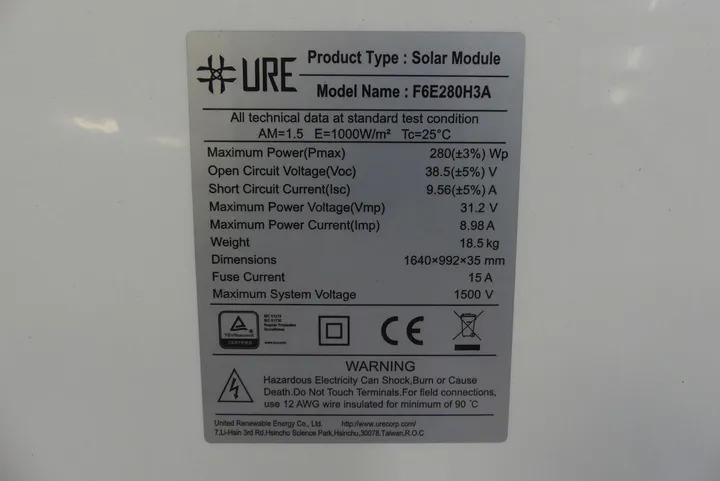 URE
Product Type : Solar Module
Model Name : F6E280H3A
All technical data at standard test condition
AM=1.5 E=1000W/m² Tc=25°C
Maximum Power(Pmax) 280(±3%) Wp
Open Circuit Voltage(Voc) 38.5(±5%) V
Short Circuit Current(Isc) 9.56(±5%) A
Maximum Power Voltage(Vmp) 31.2 V
Maximum Power Current(Imp) 8.98 A
Weight 18.5 kg
Dimensions 1640×992×35 mm
Fuse Current 15 A
Maximum System Voltage 1500 V
CERTIFIED
CE
WARNING
Hazardous Electricity Can Shock,Burn or Cause
Death.Do Not Touch Terminals.For field connections,
use 12 AWG wire insulated for minimum of 90 °C
United Renewable Energy Co., Ltd. http://www.urecorp.com/
7,Li-Hsin 3rd Rd,Hsinchu Science Park,Hsinchu,30078,Taiwan,R.O.C